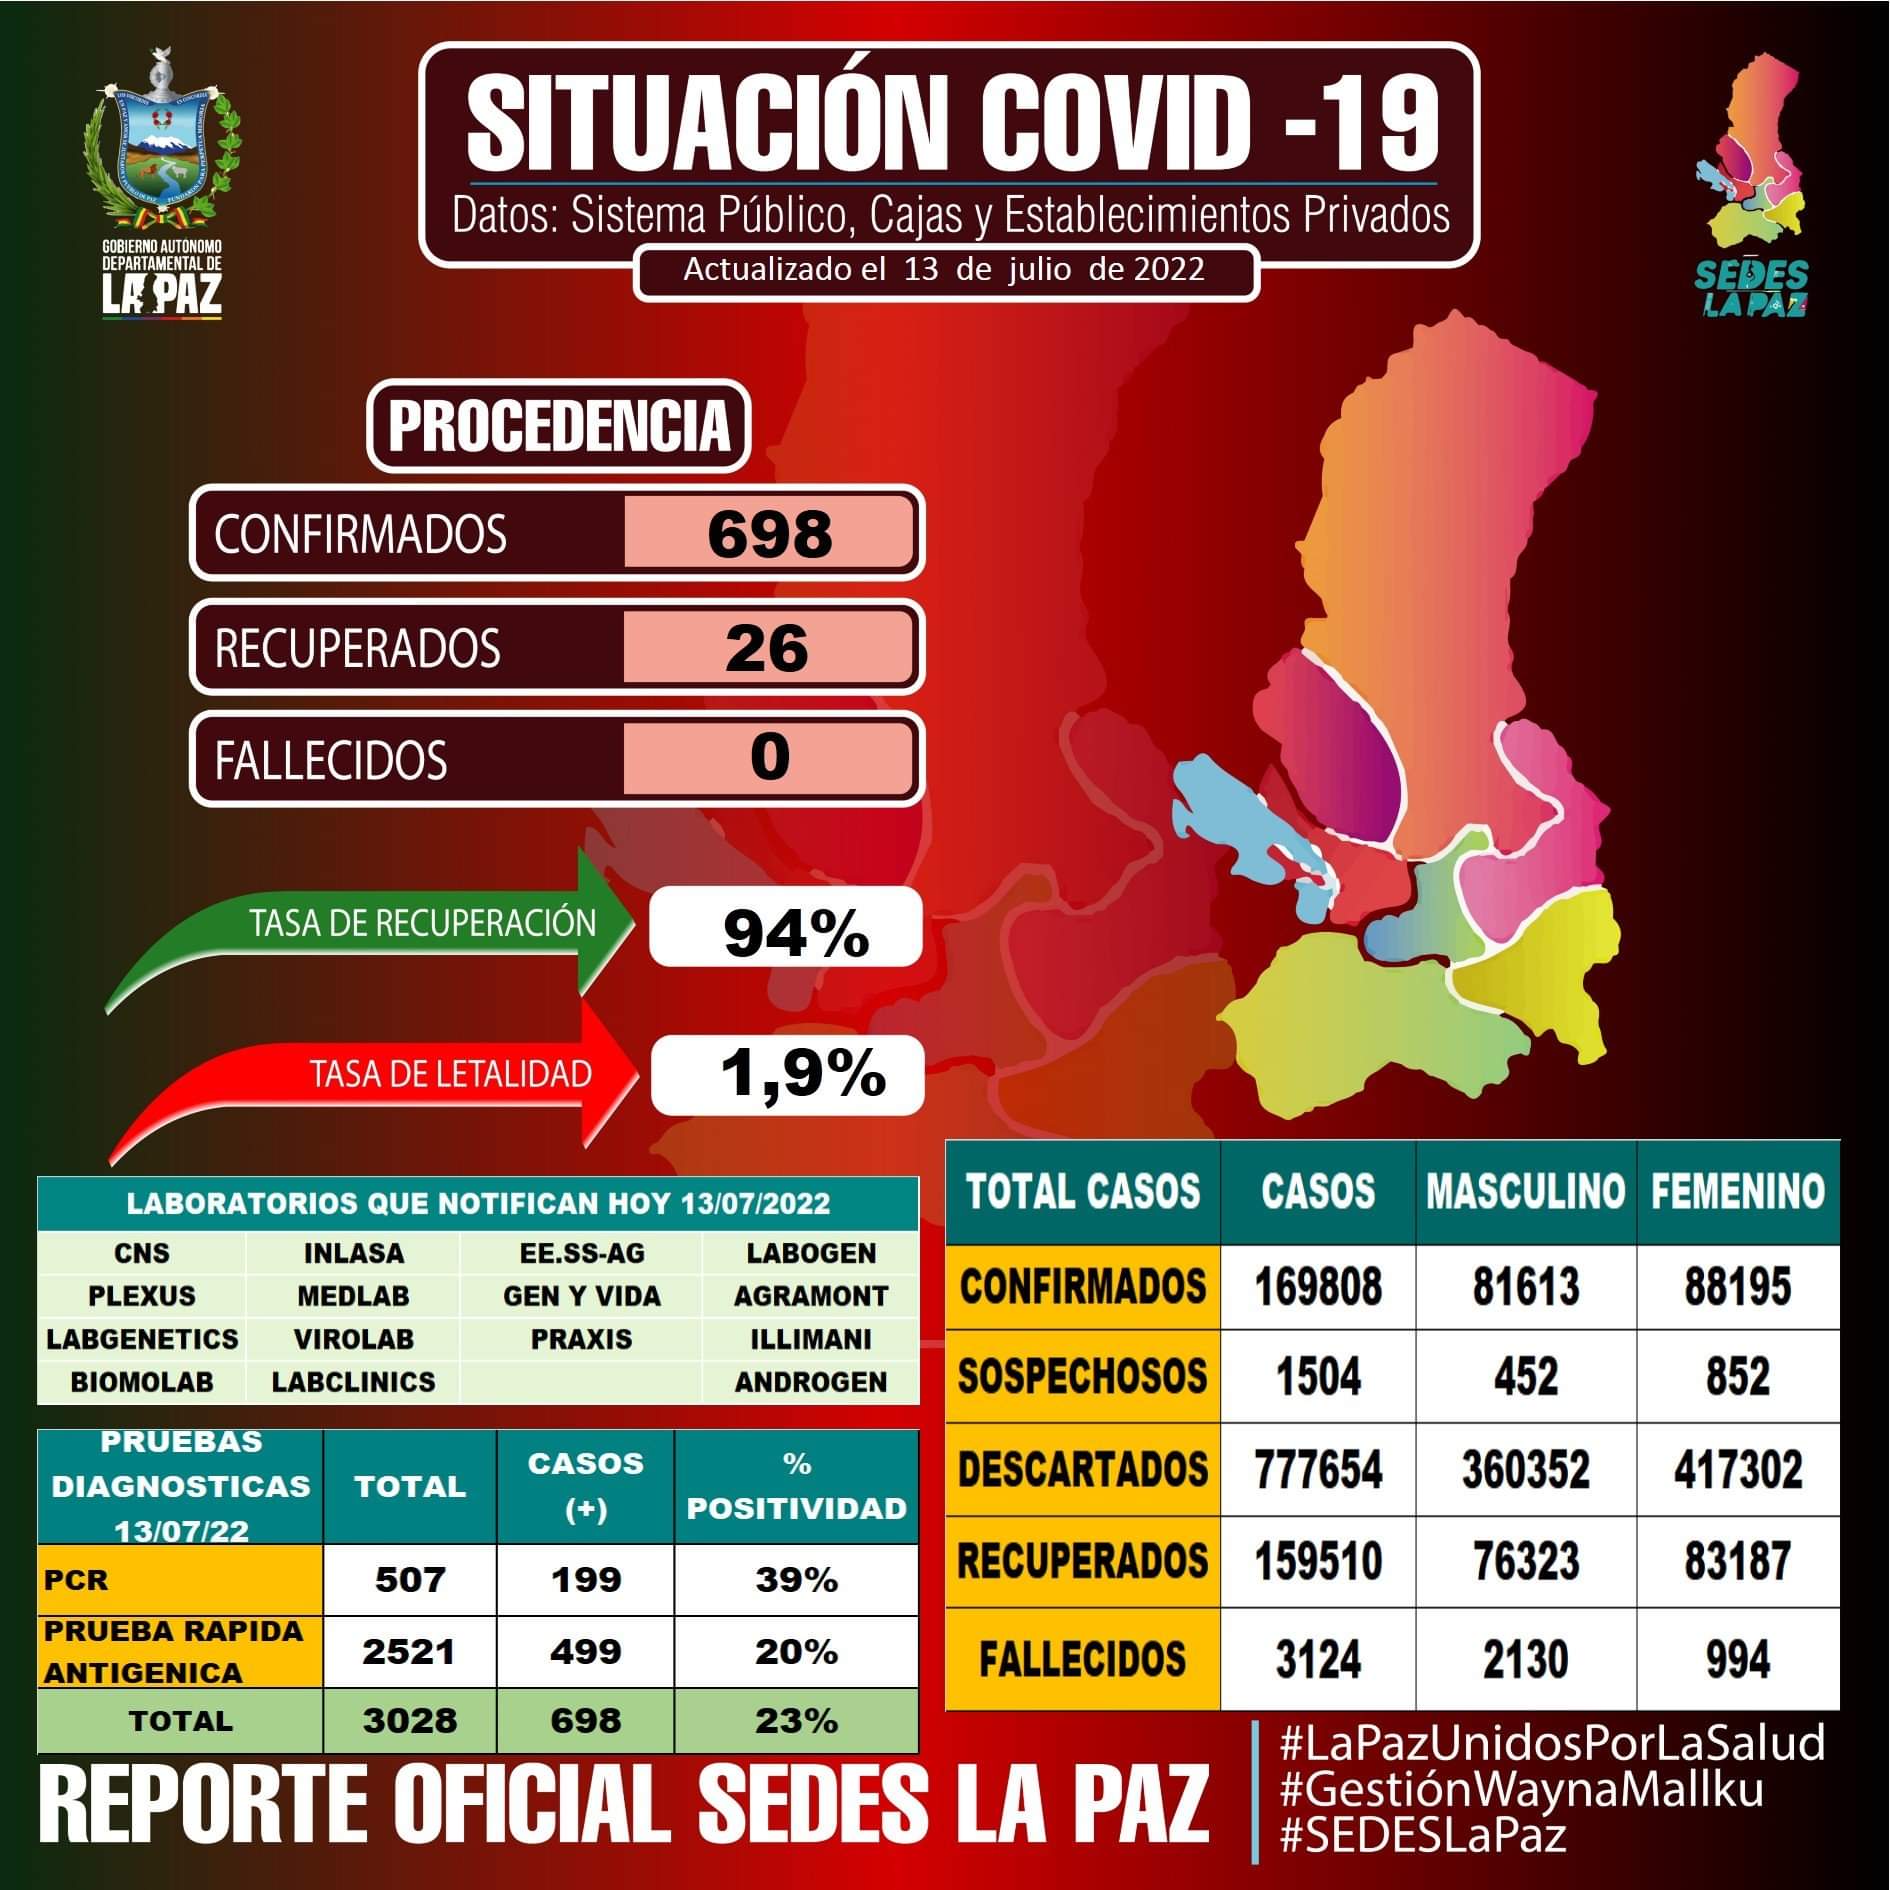 SITUACIÓN COVID -19
Datos: Sistema Público, Cajas y Establecimientos Privados
Actualizado el 13 de julio de 2022
GOBIERNO AUTÓNOMO
DEPARTAMENTAL DE
LA PAZ
SEDES
LA PAZ
PROCEDENCIA
CONFIRMADOS 698
RECUPERADOS 26
FALLECIDOS 0
TASA DE RECUPERACIÓN 94%
TASA DE LETALIDAD 1,9%
LABORATORIOS QUE NOTIFICAN HOY 13/07/2022
CNS INLASA EE.SS-AG LABOGEN
PLEXUS MEDLAB GEN Y VIDA AGRAMONT
LABGENETICS VIROLAB PRAXIS ILLIMANI
BIOMOLAB LABCLINICS ANDROGEN
PRUEBAS
DIAGNOSTICAS
13/07/22
TOTAL
CASOS
(+)
%
POSITIVIDAD
PCR 507 199 39%
PRUEBA RAPIDA
ANTIGENICA
2521 499 20%
TOTAL 3028 698 23%
TOTAL CASOS CASOS MASCULINO FEMENINO
CONFIRMADOS 169808 81613 88195
SOSPECHOSOS 1504 452 852
DESCARTADOS 777654 360352 417302
RECUPERADOS 159510 76323 83187
FALLECIDOS 3124 2130 994
REPORTE OFICIAL SEDES LA PAZ
#LaPazUnidosPorLaSalud
#GestiónWaynaMallku
#SEDESLaPaz